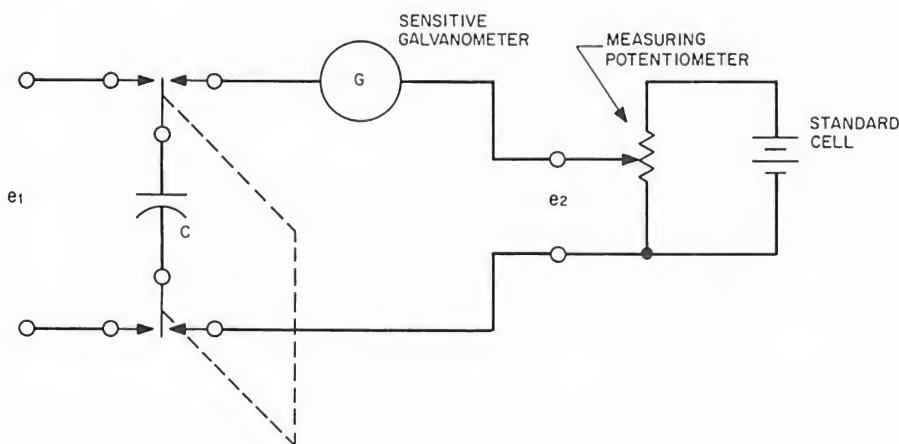 SENSITIVE
GALVANOMETER
G
MEASURING
POTENTIOMETER
STANDARD
CELL
e1
C
e2